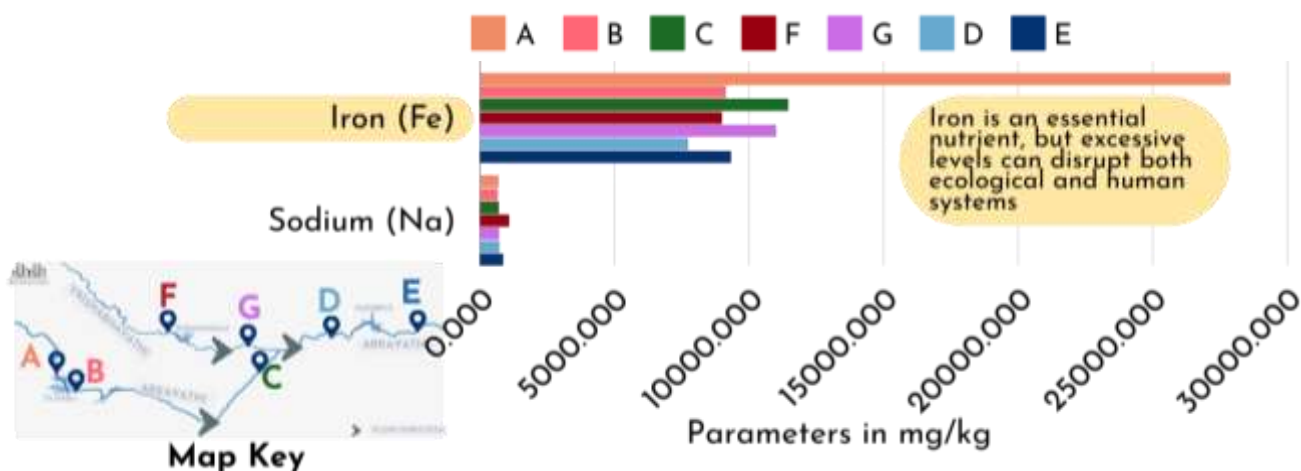 A B C F G D E
Iron (Fe)
Iron is an essential
nutrient, but excessive
levels can disrupt both
ecological and human
systems
Sodium (Na)
F
G
D
E
A
B
C
0.000
5000.000
10000.000
15000.000
20000.000
25000.000
30000.000
Parameters in mg/kg
Map Key